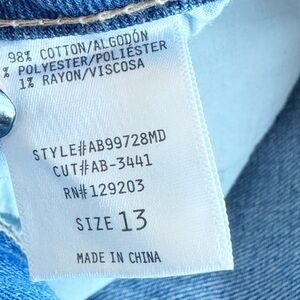 98% COTTON/ALGODÓN
% POLYESTER/POLIÉSTER
1% RAYON/VISCOSA
STYLE#AB99728MD
CUT#AB-3441
RN#129203
SIZE 13
MADE IN CHINA